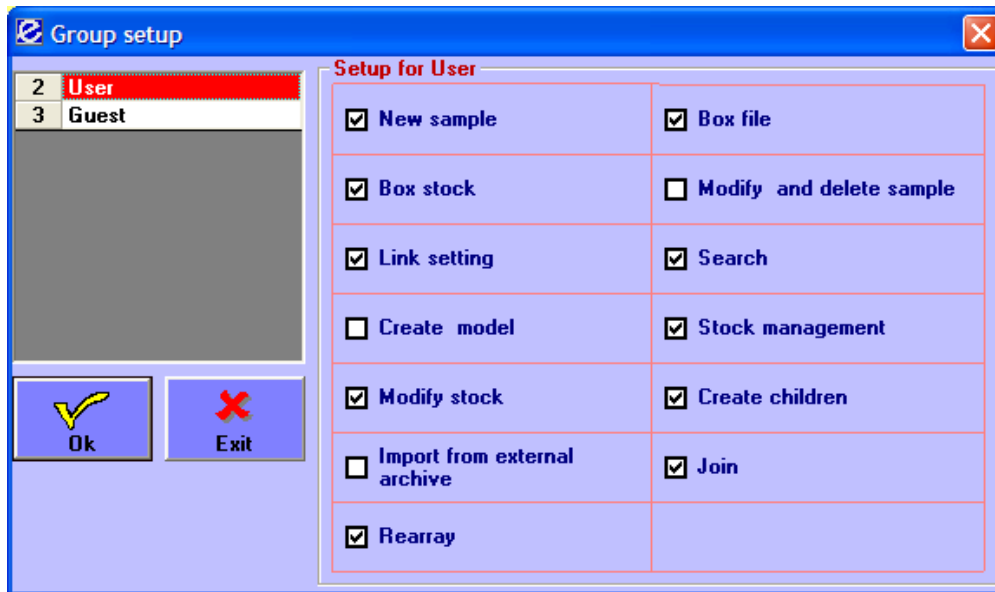 Group setup
2 User
3 Guest
Ok
Exit
Setup for User
New sample
Box file
Box stock
Modify and delete sample
Link setting
Search
Create model
Stock management
Modify stock
Create children
Import from external
archive
Join
Rearray